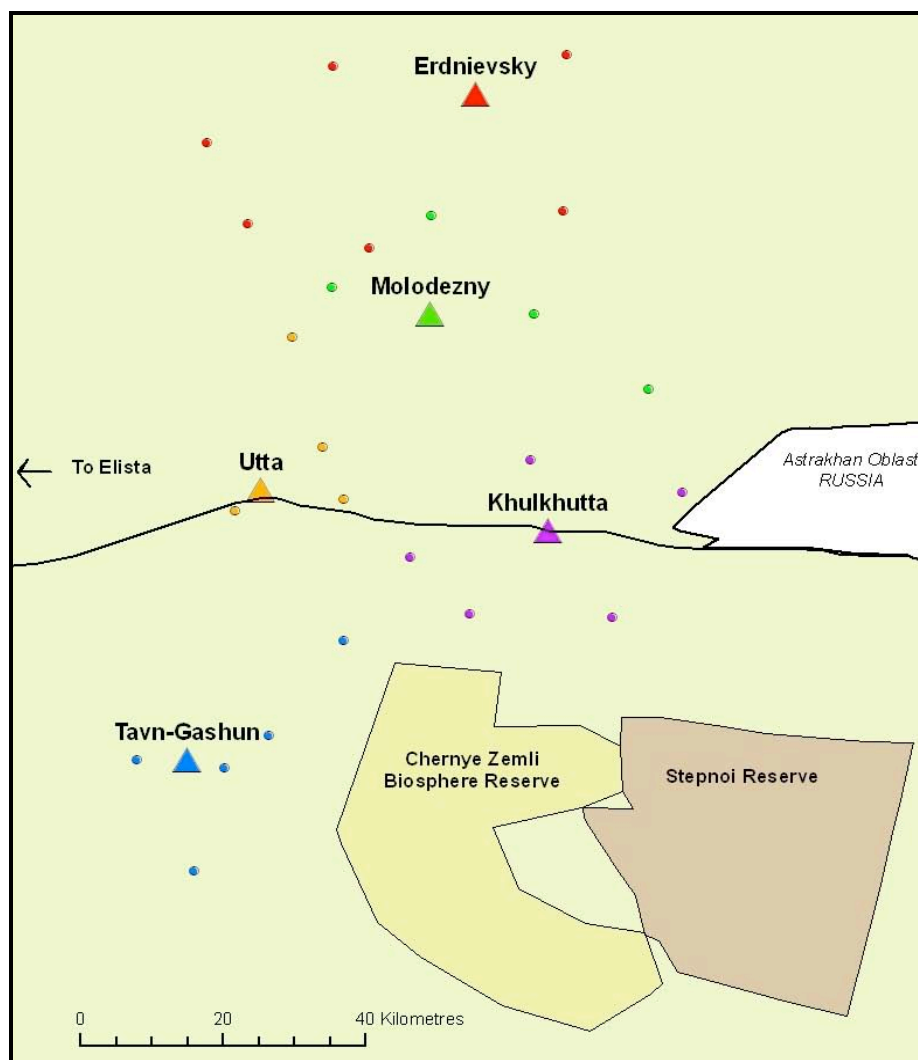 Erdnievsky
Molodezny
To Elista
Utta
Khulkhutta
Astrakhan Oblast
RUSSIA
Tavn-Gashun
Chernye Zemli
Biosphere Reserve
Stepnoi Reserve
0 20 40 Kilometres